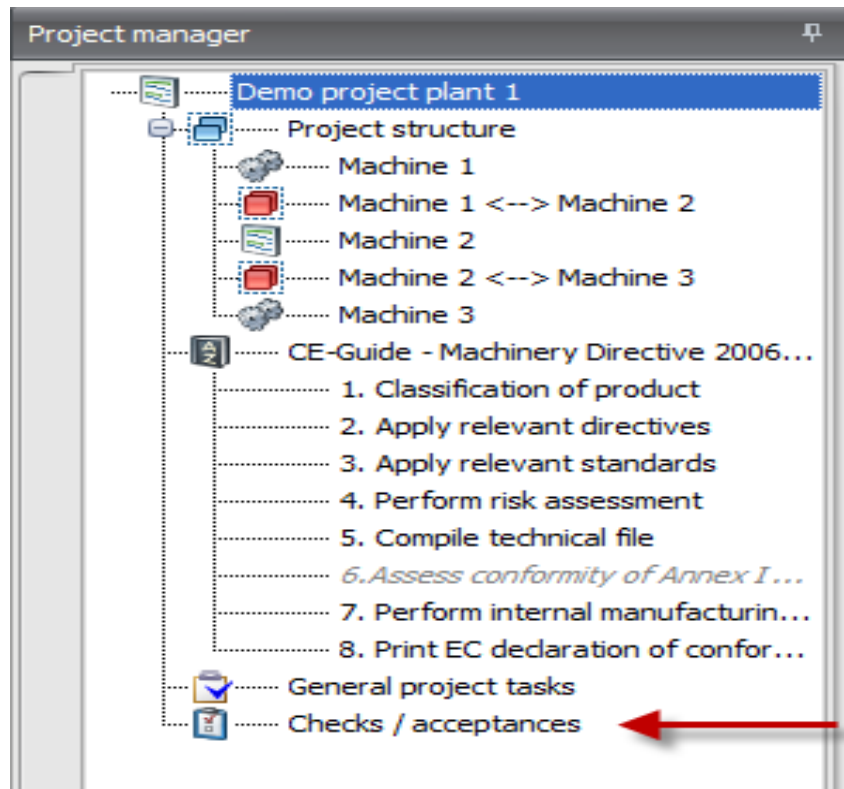 Project manager
Demo project plant 1
Project structure
Machine 1
Machine 1 <--> Machine 2
Machine 2
Machine 2 <--> Machine 3
Machine 3
CE-Guide - Machinery Directive 2006...
1. Classification of product
2. Apply relevant directives
3. Apply relevant standards
4. Perform risk assessment
5. Compile technical file
6.Assess conformity of Annex I...
7. Perform internal manufacturin...
8. Print EC declaration of confor...
General project tasks
Checks / acceptances